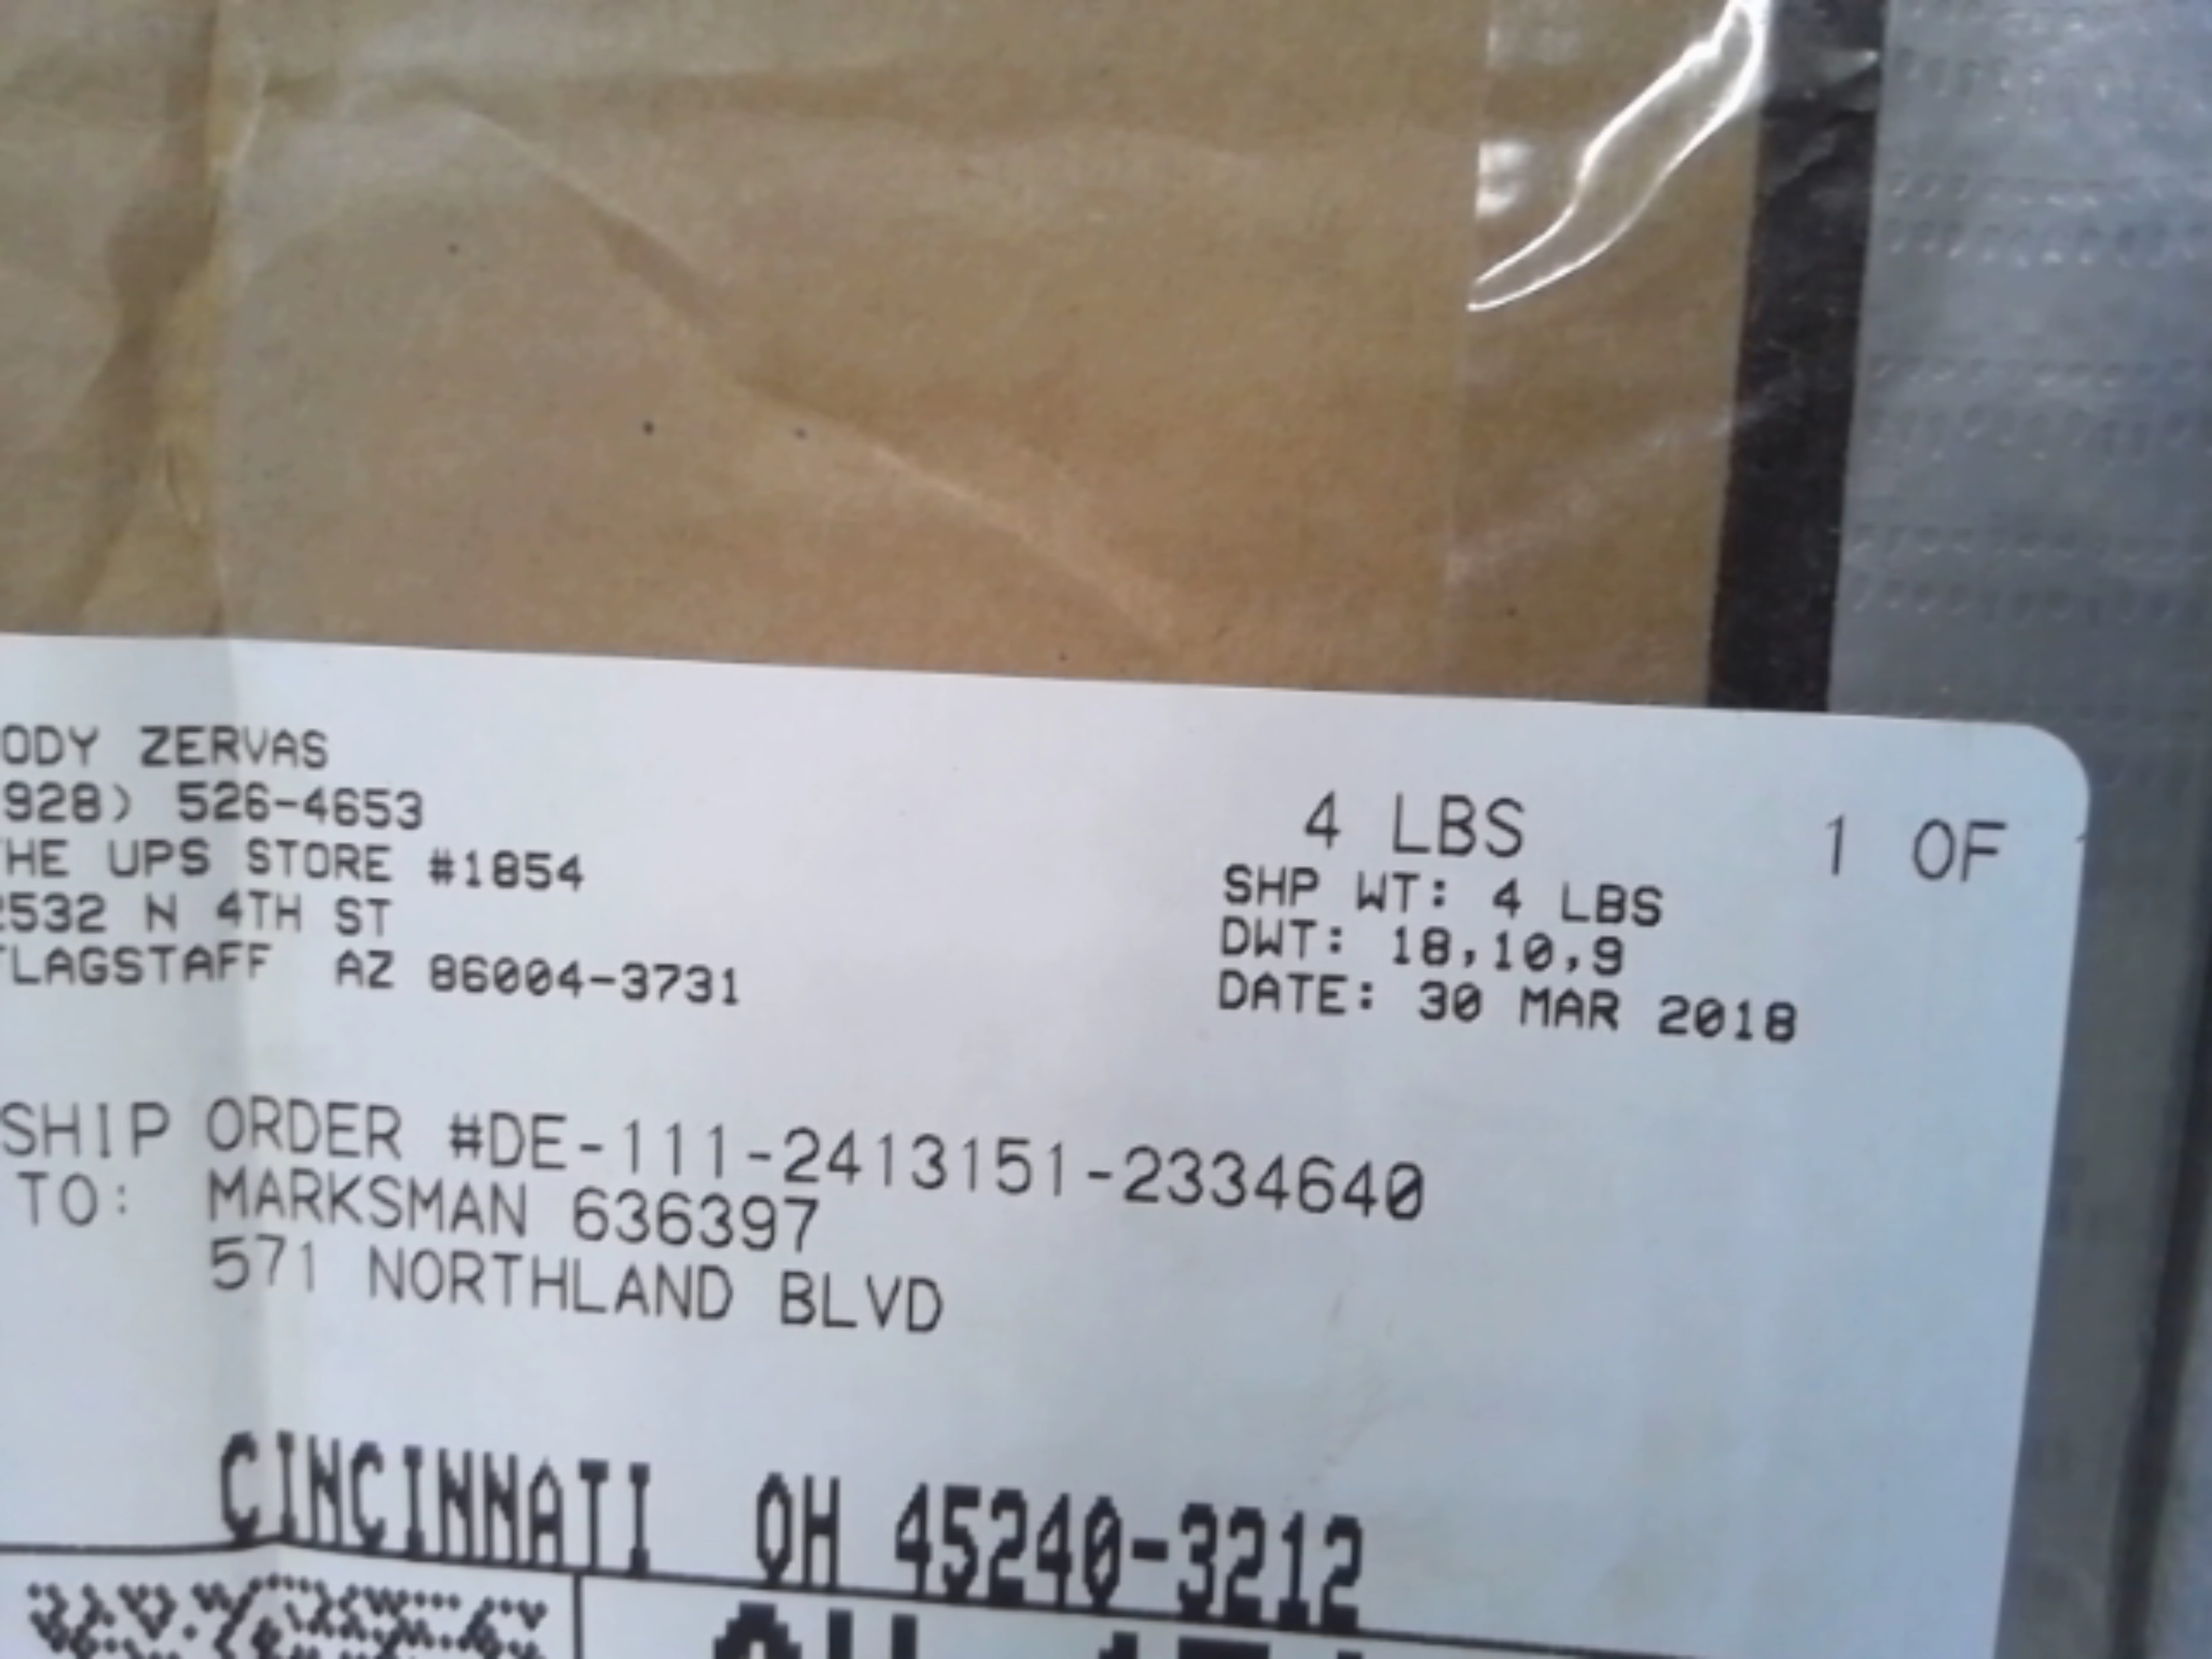 ODY ZERVAS
928) 526-4653
HE UPS STORE #1854
2532 N 4TH ST
FLAGSTAFF AZ 86004-3731
4 LBS 1 OF
SHP WT: 4 LBS
DWT: 18,10,9
DATE: 30 MAR 2018
SHIP ORDER #DE-111-2413151-2334640
TO: MARKSMAN 636397
571 NORTHLAND BLVD
CINCINNATI OH 45240-3212